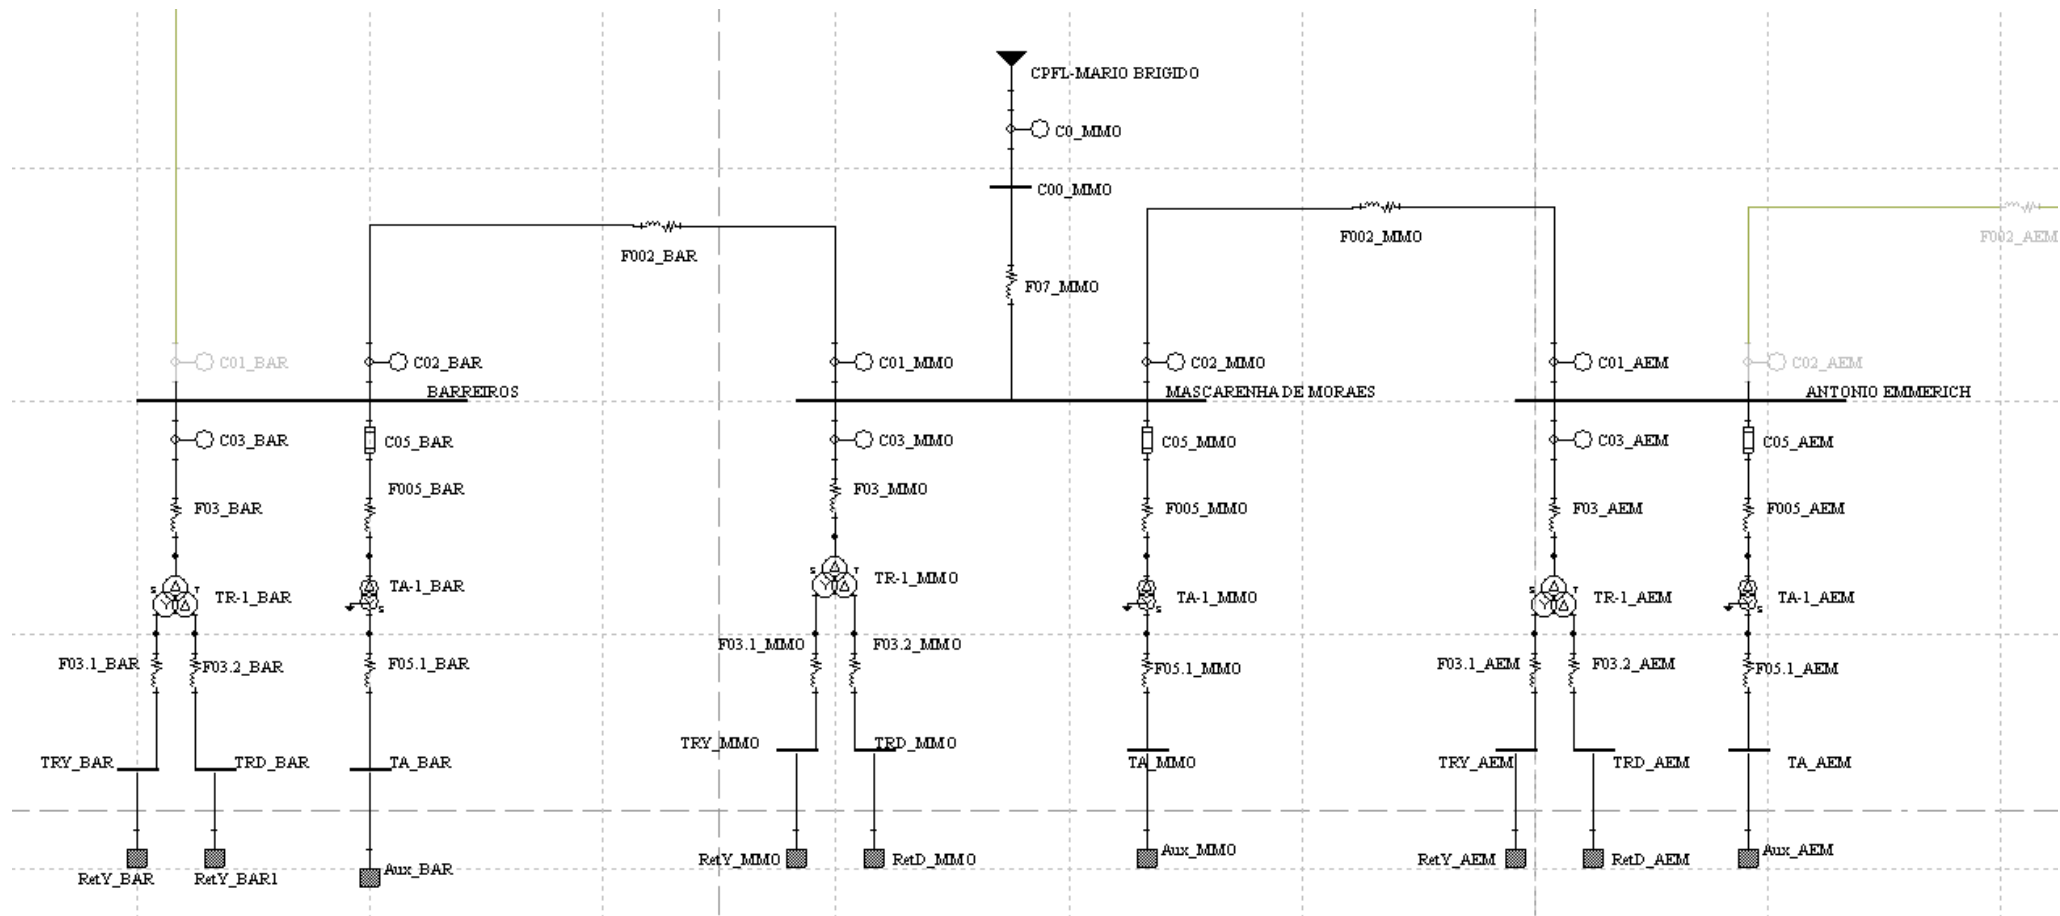 CPFL-MARIO BRIGIDO
C0_MMO
C00_MMO
F002_BAR
F07_MMO
F002_MMO
F002_AEM
C01_BAR
C02_BAR
C01_MMO
C02_MMO
C01_AEM
C02_AEM
BARREIROS
MASCARENHA DE MORAES
ANTONIO EMMERICH
C03_BAR
C05_BAR
C03_MMO
C05_MMO
C03_AEM
C05_AEM
F03_BAR
F005_BAR
F03_MMO
F005_MMO
F03_AEM
F005_AEM
S
T
TR-1_BAR
TA-1_BAR
S
S
T
TR-1_MMO
TA-1_MMO
S
S
T
TR-1_AEM
TA-1_AEM
S
F03.1_BAR
F03.2_BAR
F05.1_BAR
F03.1_MMO
F03.2_MMO
F05.1_MMO
F03.1_AEM
F03.2_AEM
F05.1_AEM
TRY_BAR
TRD_BAR
TA_BAR
TRY_MMO
TRD_MMO
TA_MMO
TRY_AEM
TRD_AEM
TA_AEM
RetY_BAR
RetY_BAR1
Aux_BAR
RetY_MMO
RetD_MMO
Aux_MMO
RetY_AEM
RetD_AEM
Aux_AEM